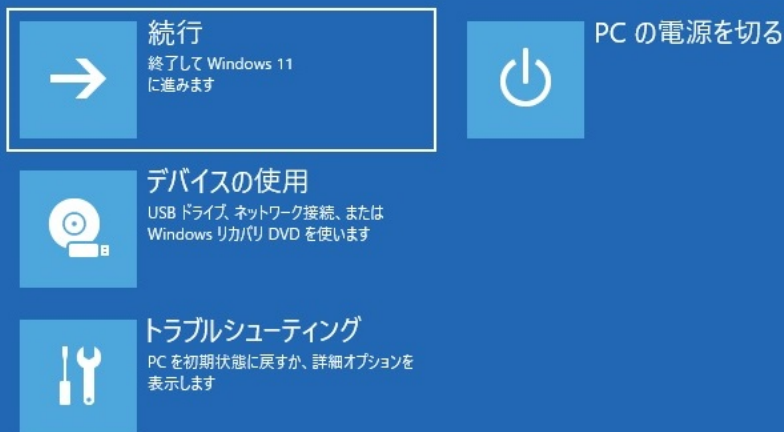 続行
終了して Windows 11
に進みます
PC の電源を切る
デバイスの使用
USB ドライブ、ネットワーク接続、または
Windows リカバリ DVD を使います
トラブルシューティング
PC を初期状態に戻すか、詳細オプションを
表示します